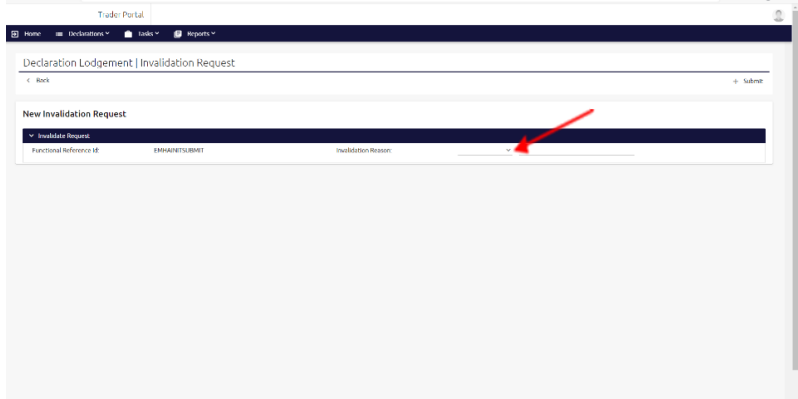 Trader Portal
Home Declarations Tasks Reports
Declaration Lodgement | Invalidation Request
< Back + Submit
New Invalidation Request
Invalidate Request
Functional Reference Id: EMHAINITSUBMIT Invalidation Reason: